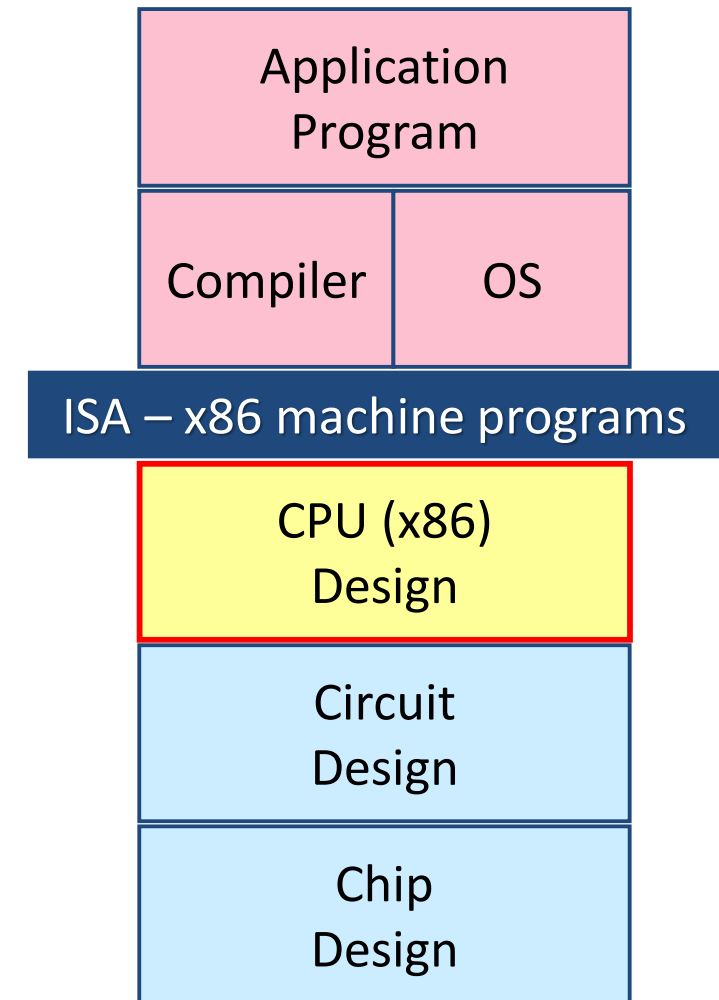 Application
Program
Compiler
OS
ISA – x86 machine programs
CPU (x86)
Design
Circuit
Design
Chip
Design